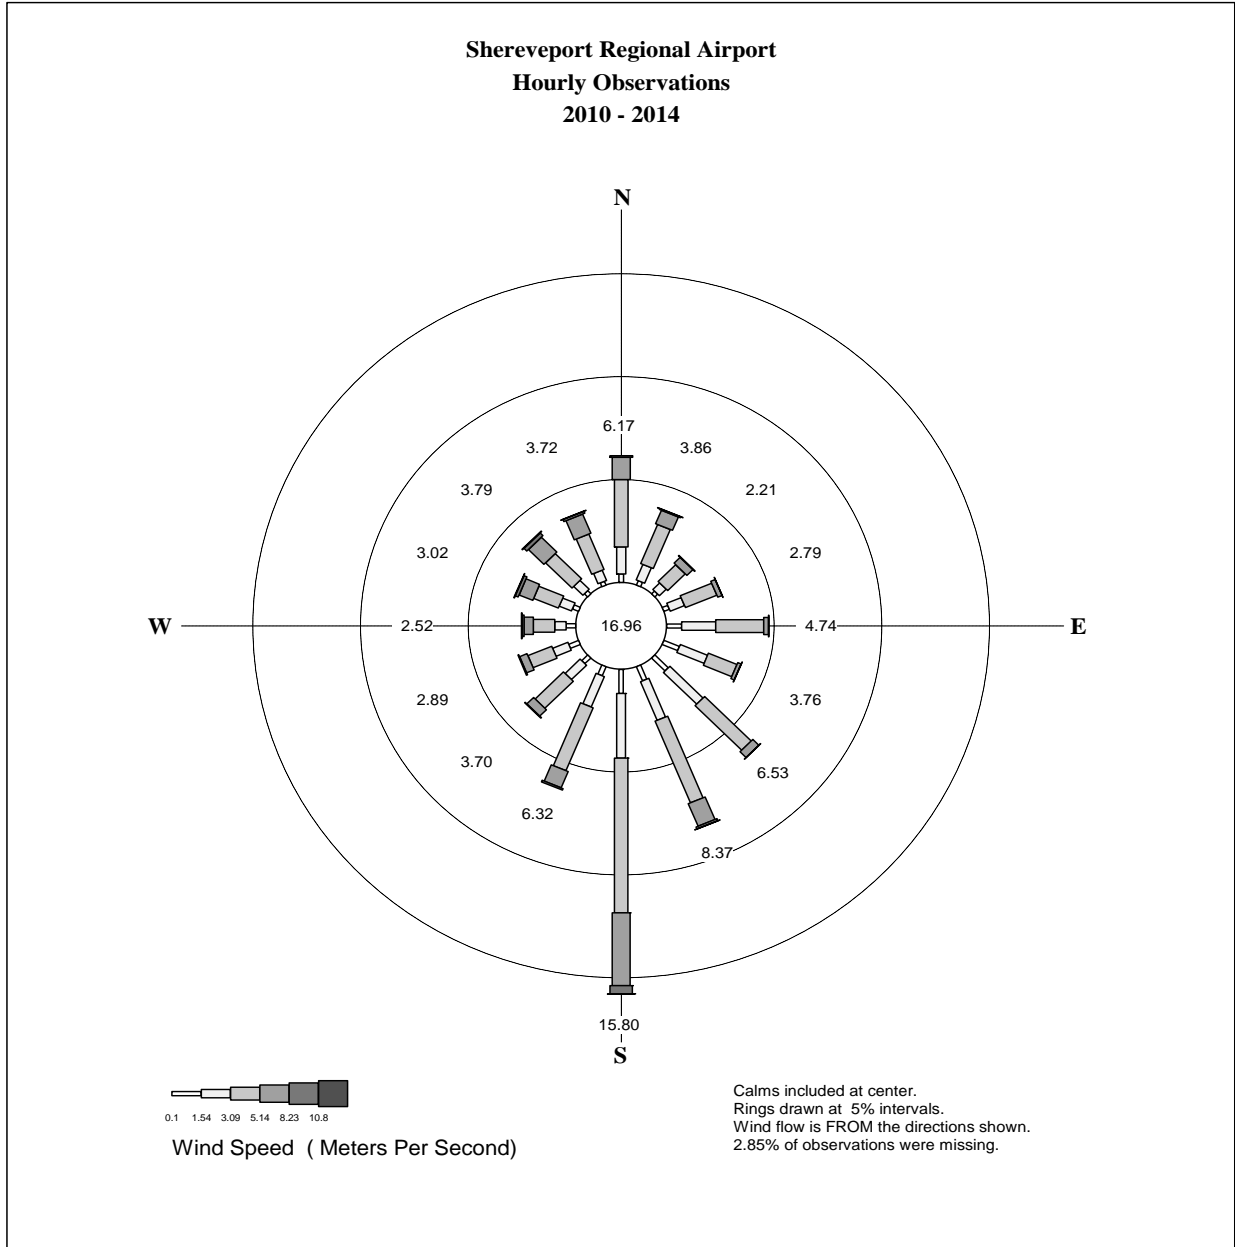 Shereveport Regional Airport
Hourly Observations
2010 - 2014
N
6.17
3.72 3.86
3.79 2.21
3.02 2.79
W 2.52 16.96 4.74 E
2.89 3.76
3.70 6.53
6.32
8.37
15.80
S
0.1 1.54 3.09 5.14 8.23 10.8
Wind Speed ( Meters Per Second)
Calms included at center.
Rings drawn at 5% intervals.
Wind flow is FROM the directions shown.
2.85% of observations were missing.